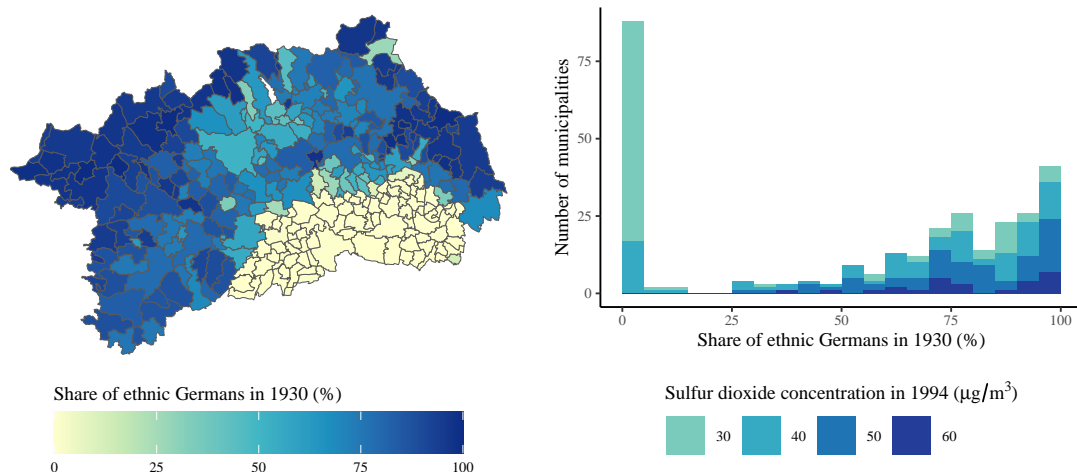 Share of ethnic Germans in 1930 (%)
0 25 50 75 100
Number of municipalities
75
50
25
0
0 25 50 75 100
Share of ethnic Germans in 1930 (%)
Sulfur dioxide concentration in 1994 (μg/m³)
30 40 50 60